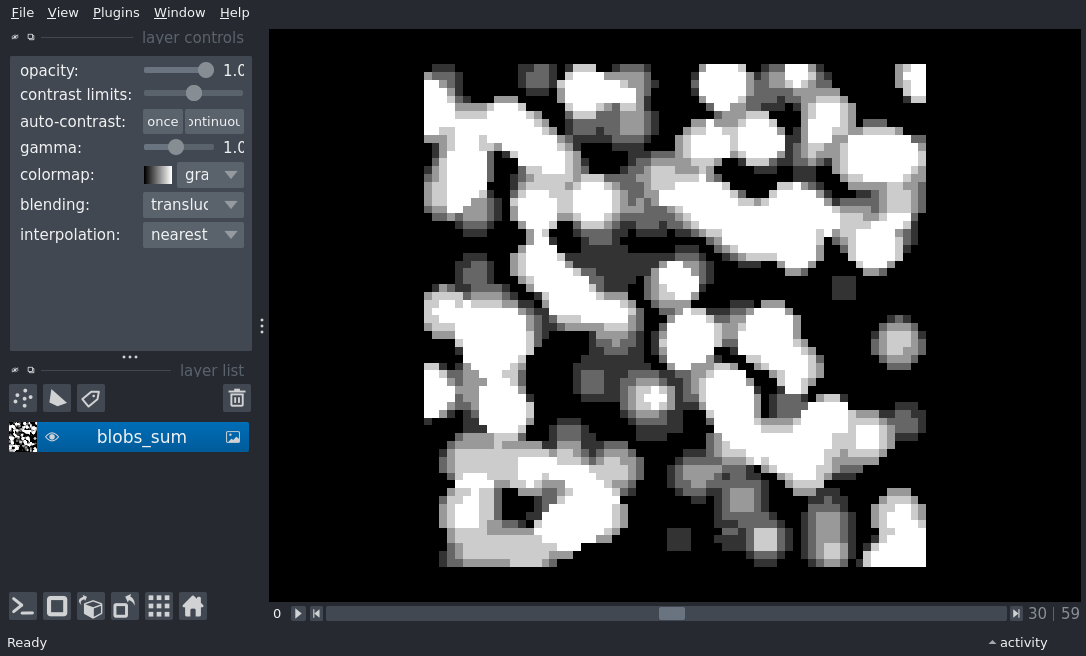 File View Plugins Window Help
layer controls
opacity: 1.0
contrast limits:
auto-contrast: once ontinuou
gamma: 1.0
colormap: gra
blending: transluc
interpolation: nearest
layer list
blobs_sum
0 30 | 59
Ready activity